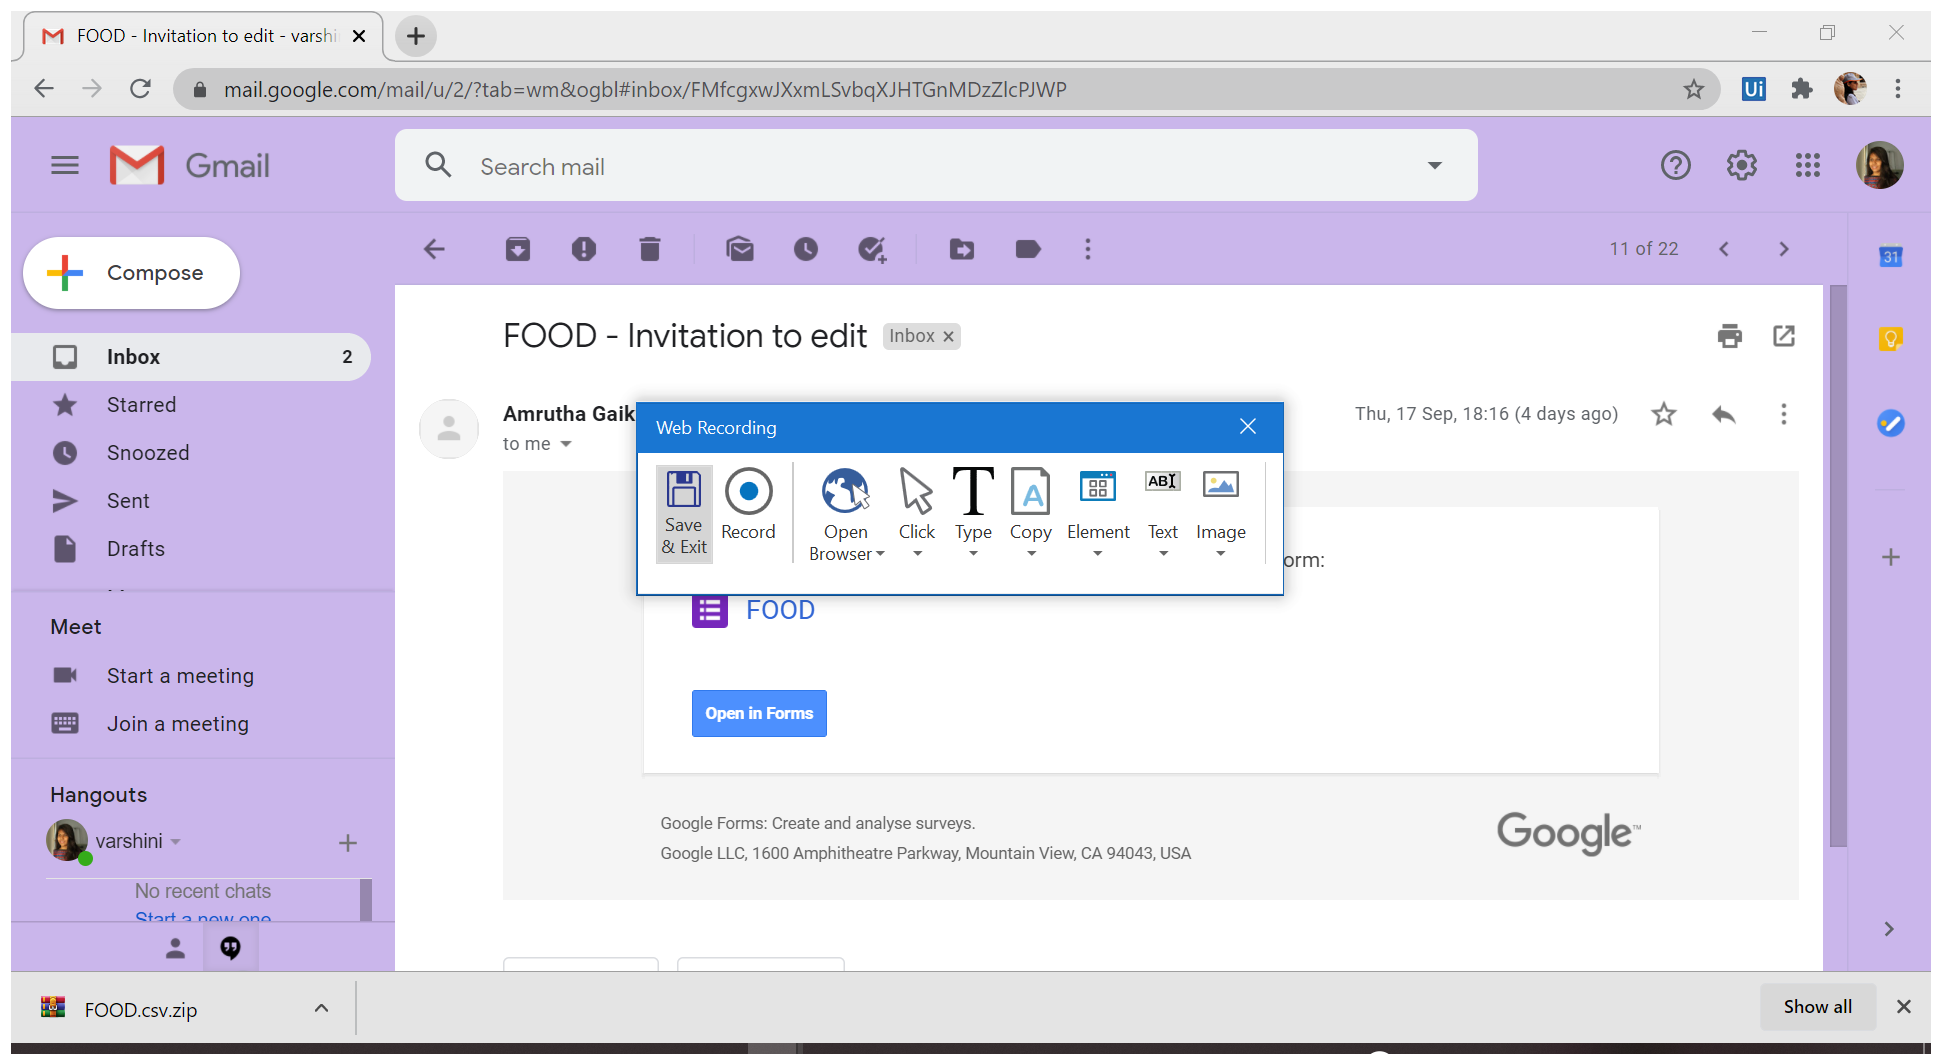 FOOD - Invitation to edit - varshi
mail.google.com/mail/u/2/?tab=wm&ogbl#inbox/FMfcgxwJXxmLSvbqXJHTGnMDzZlcPJWP
Ui
Gmail
Search mail
Compose
11 of 22
31
Inbox 2
Starred
Snoozed
Sent
Drafts
FOOD - Invitation to edit Inbox
Amrutha Gaik
to me
Thu, 17 Sep, 18:16 (4 days ago)
Web Recording
Save & Exit
Record
Open Browser
Click
T
Type
A
Copy
Element
AB
Text
Image
orm:
FOOD
Open in Forms
Google Forms: Create and analyse surveys.
Google LLC, 1600 Amphitheatre Parkway, Mountain View, CA 94043, USA
Google™
Meet
Start a meeting
Join a meeting
Hangouts
varshini
No recent chats
Start a new one
FOOD.csv.zip
Show all